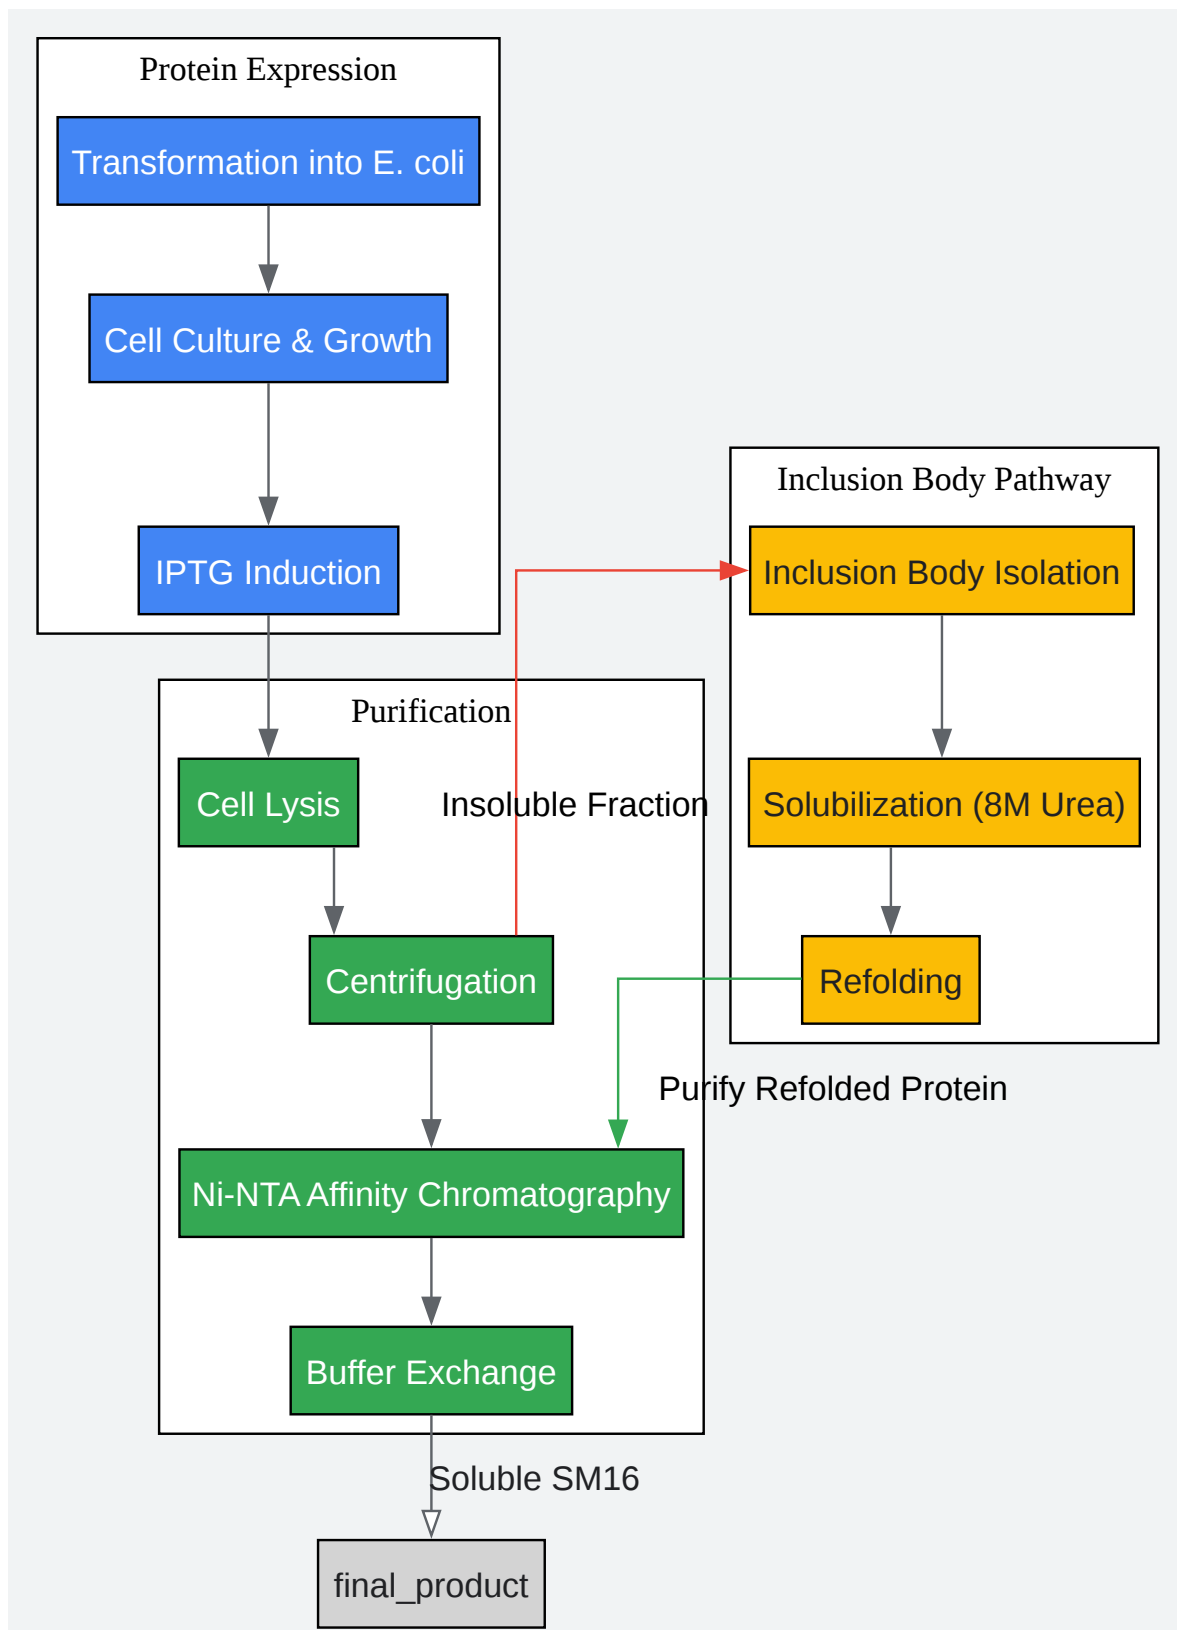 Protein Expression
Transformation into E. coli
Cell Culture & Growth
IPTG Induction
Inclusion Body Pathway
Inclusion Body Isolation
Solubilization (8M Urea)
Refolding
Purification
Cell Lysis
Insoluble Fraction
Centrifugation
Purify Refolded Protein
Ni-NTA Affinity Chromatography
Buffer Exchange
Soluble SM16
final_product